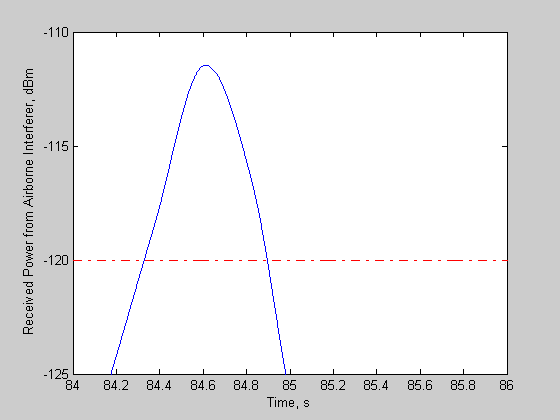 -110
-115
-120
-125
Received Power from Airborne Interferer, dBm
84 84.2 84.4 84.6 84.8 85 85.2 85.4 85.6 85.8 86
Time, s